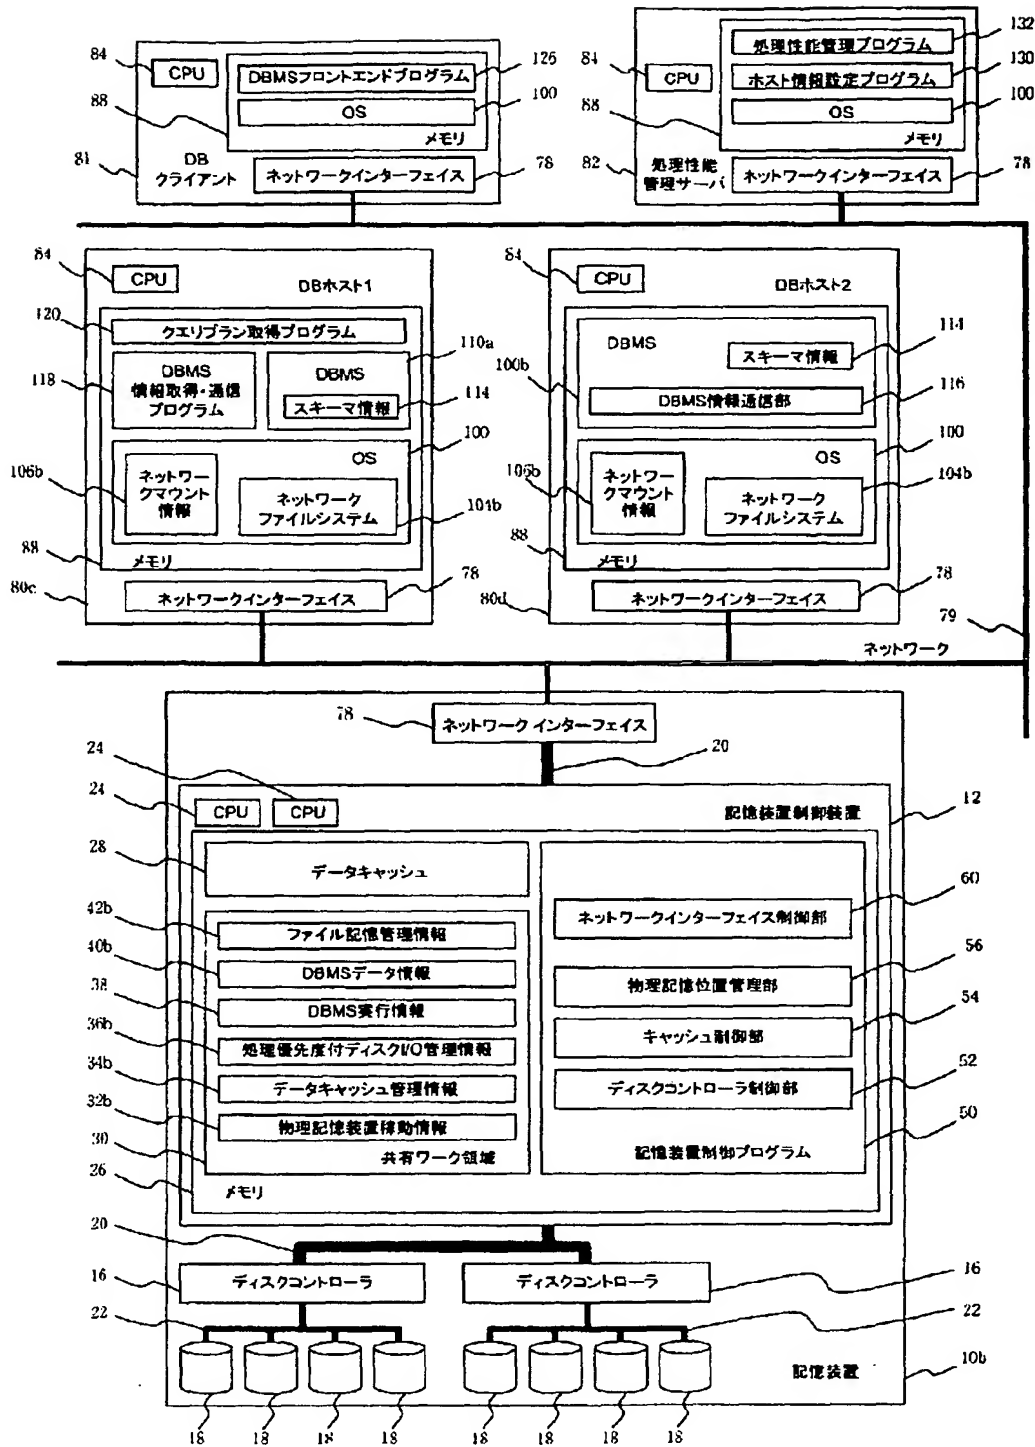 84
CPU
DBMSフロントエンドプログラム
126
OS
100
88
メモリ
81
DB
クライアント
ネットワークインターフェイス
78
処理性能管理プログラム
132
84
CPU
ホスト情報設定プログラム
130
OS
100
88
メモリ
82
処理性能
管理サーバ
ネットワークインターフェイス
78
84
CPU
DBホスト1
120
クエリプラン取得プログラム
110a
118
DBMS
情報取得・通信
プログラム
DBMS
スキーマ情報
114
100
OS
106b
ネットワー
クマウント
情報
ネットワーク
ファイルシステム
104b
88
メモリ
80c
ネットワークインターフェイス
78
84
CPU
DBホスト2
DBMS
スキーマ情報
114
100b
DBMS情報通信部
116
100
OS
106b
ネットワー
クマウント
情報
ネットワーク
ファイルシステム
104b
88
メモリ
80d
ネットワークインターフェイス
78
79
ネットワーク
78
ネットワークインターフェイス
20
24
24
CPU
CPU
記憶装置制御装置
12
28
データキャッシュ
60
ネットワークインターフェイス制御部
42b
ファイル記憶管理情報
40b
DBMSデータ情報
56
物理記憶位置管理部
38
DBMS実行情報
54
キャッシュ制御部
36b
処理優先度付ディスクI/O管理情報
52
ディスクコントローラ制御部
34b
データキャッシュ管理情報
32b
物理記憶装置稼動情報
50
30
共有ワーク領域
記憶装置制御プログラム
26
メモリ
20
16
ディスクコントローラ
ディスクコントローラ
16
22
22
記憶装置
10b
18
18
18
18
18
18
18
18